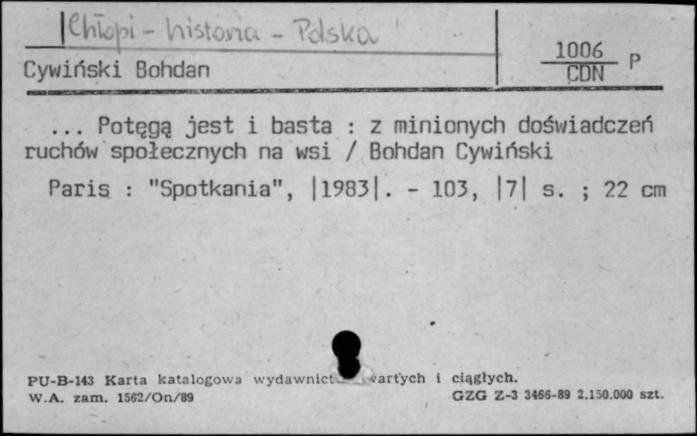 Chłopi - historia - Polska
1006
CDN P
Cywiński Bohdan
... Potęgą jest i basta : z minionych doświadczeń
ruchów społecznych na wsi / Bohdan Cywiński
Paris : "Spotkania", |1983|. - 103, |7| s. ; 22 cm
PU-B-143 Karta katalogowa i ciągłych.
W.A. zam. 1562/On/89 GZG Z-3 3466-89 2.150.000 szt.